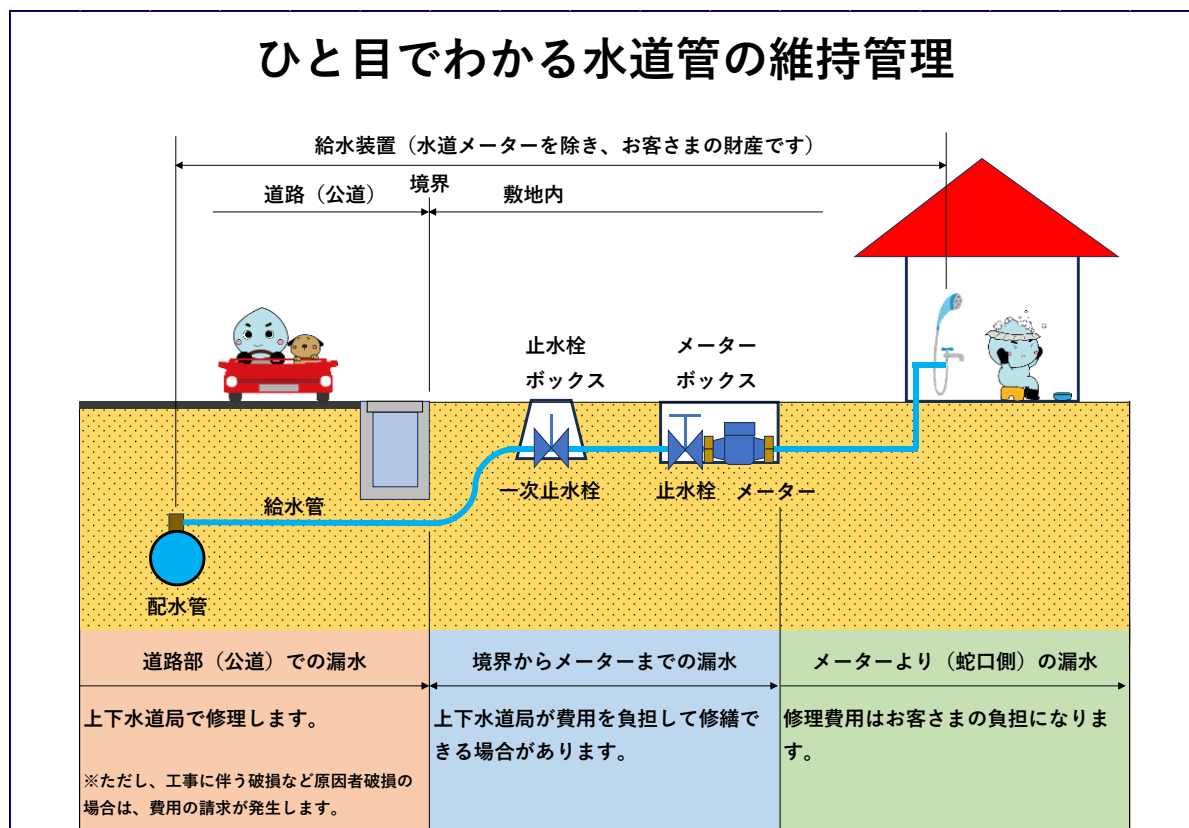 ひと目でわかる水道管の維持管理
給水装置（水道メーターを除き、お客さまの財産です）
道路（公道）
境界
敷地内
止水栓
ボックス
メーター
ボックス
一次止水栓
止水栓
メーター
給水管
配水管
道路部（公道）での漏水
上下水道局で修理します。
※ただし、工事に伴う破損など原因者破損の
場合は、費用の請求が発生します。
境界からメーターまでの漏水
上下水道局が費用を負担して修繕で
きる場合があります。
メーターより（蛇口側）の漏水
修理費用はお客さまの負担になりま
す。